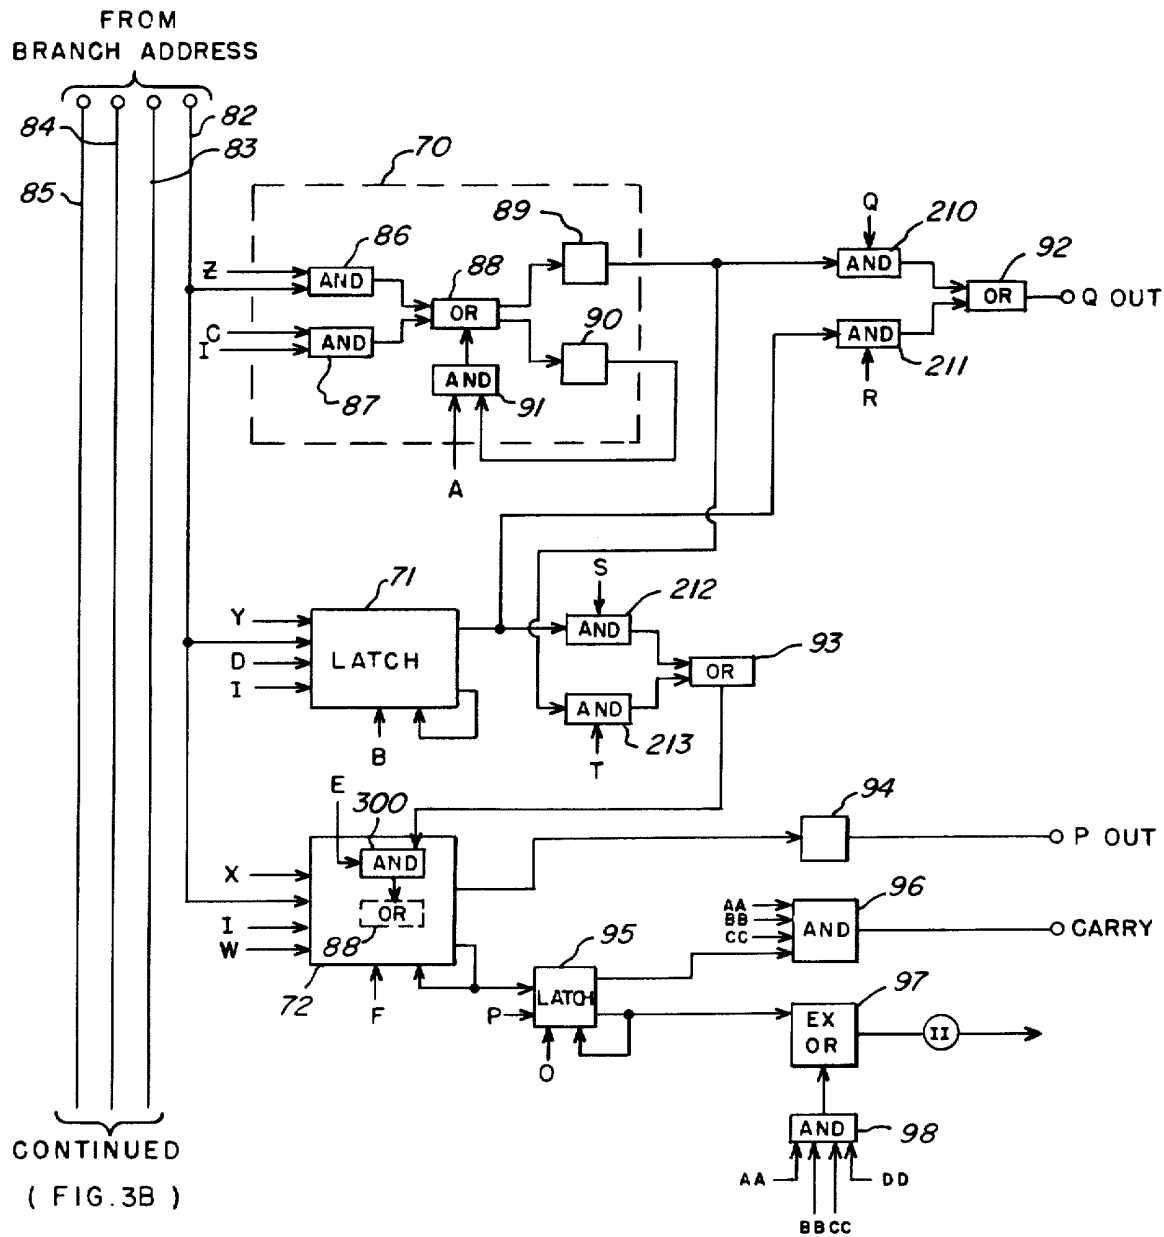 FROM
BRANCH ADDRESS
82
84
83
85
70
89
Q
210
92
86
88
Z
AND
AND
OR
OR
Q OUT
90
C
I
AND
AND
211
87
AND
91
R
A
S
71
212
Y
AND
93
LATCH
OR
D
I
AND
213
B
T
E
300
94
P OUT
AND
X
AA
96
OR
BB
AND
CARRY
I
CC
W
88
95
72
F
LATCH
97
P
EX
OR
II
O
AND
98
CONTINUED
AA
DD
(FIG.3B)
BB CC